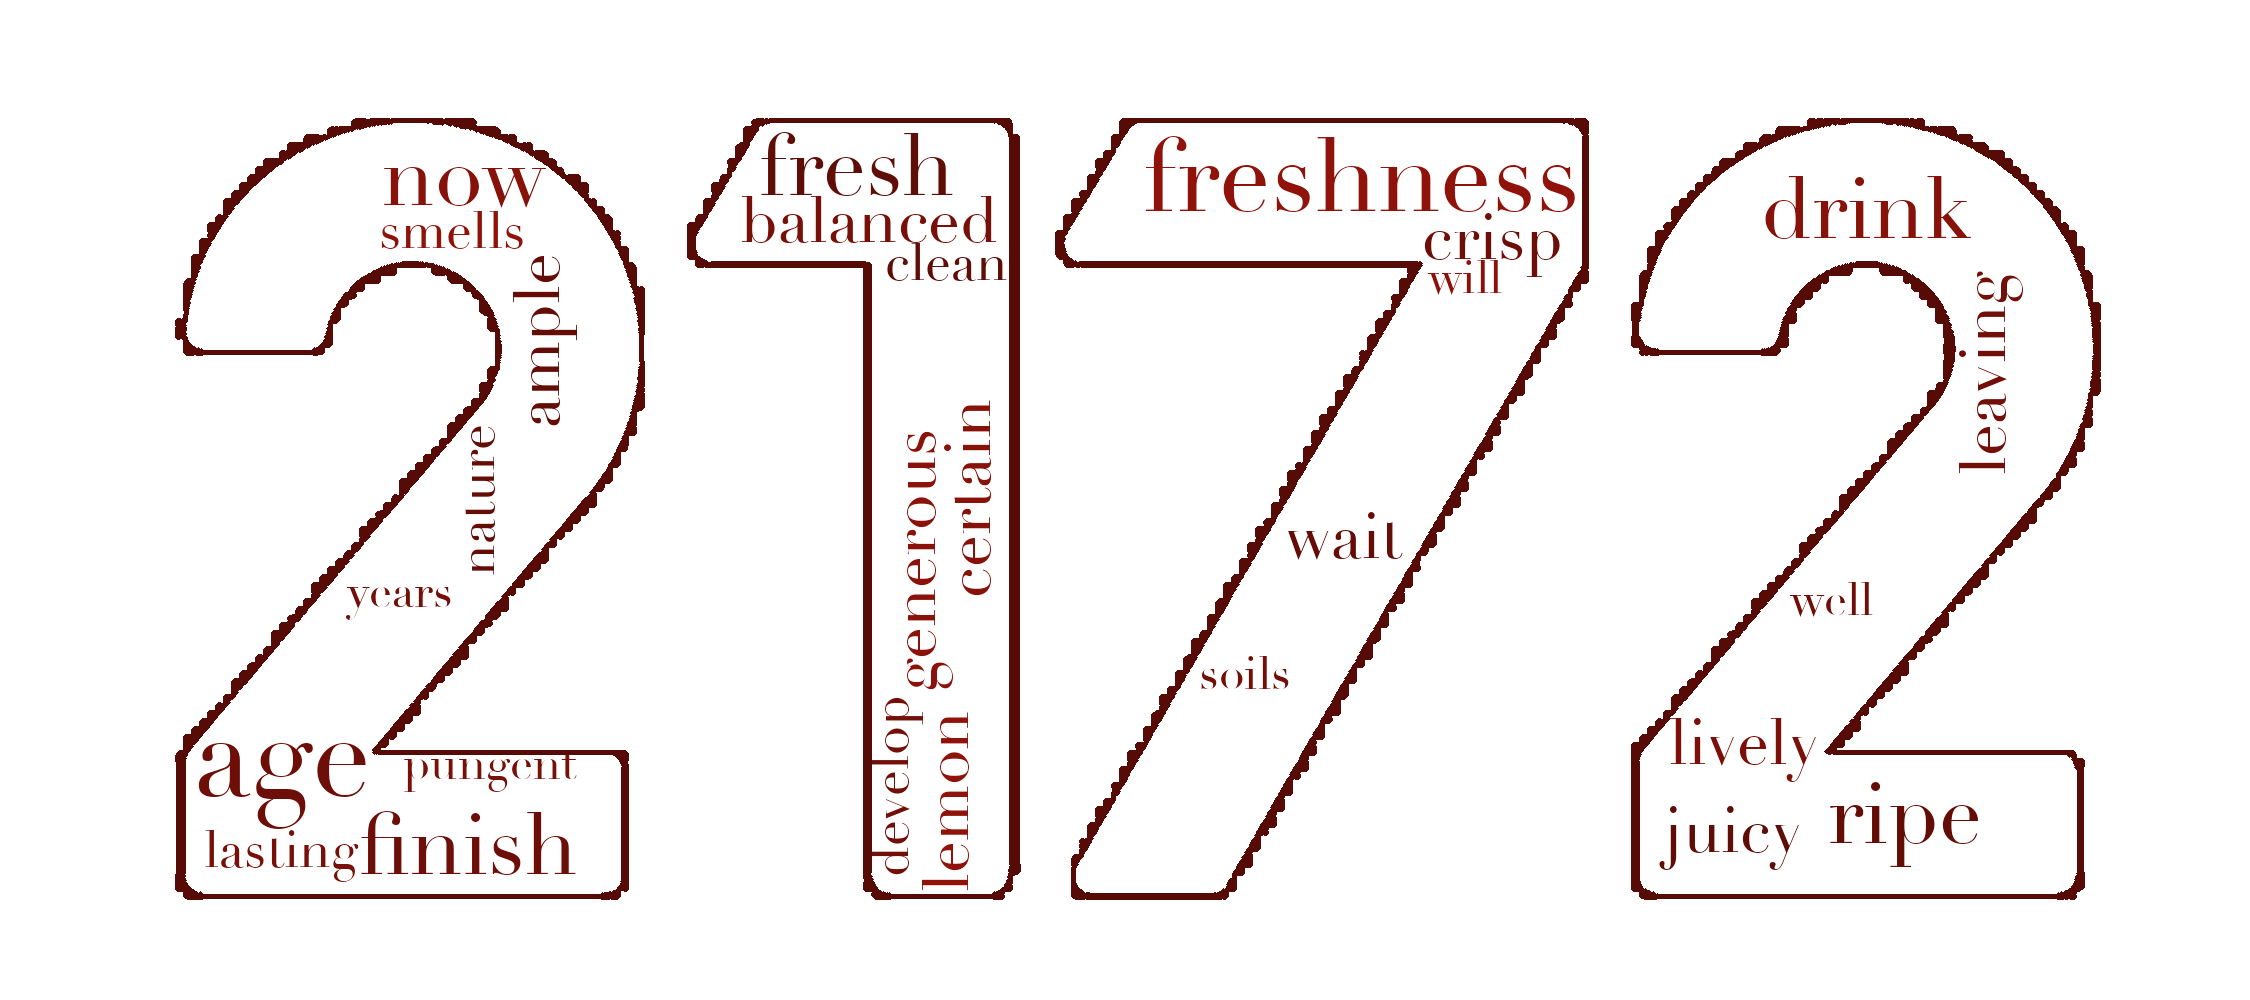 2172
now
smells
ample
nature
years
age
pungent
lasting
finish
fresh
balanced
clean
generous
certain
develop
lemon
freshness
crisp
will
wait
soils
drink
leaving
well
lively
juicy
ripe